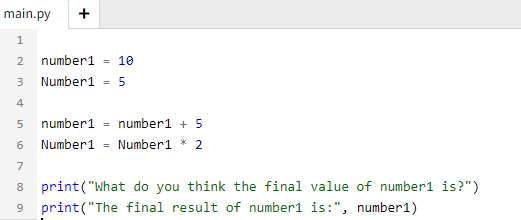 main.py +
1
2 number1 = 10
3 Number1 = 5
4
5 number1 = number1 + 5
6 Number1 = Number1 * 2
7
8 print("What do you think the final value of number1 is?")
9 print("The final result of number1 is:", number1)